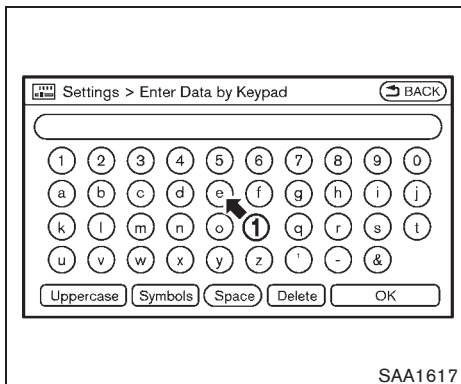 Settings > Enter Data by Keypad BACK
1 2 3 4 5 6 7 8 9 0
a b c d e f g h i j
k l m n o 1 q r s t
u v w x y z ' - &
Uppercase Symbols Space Delete OK
SAA1617